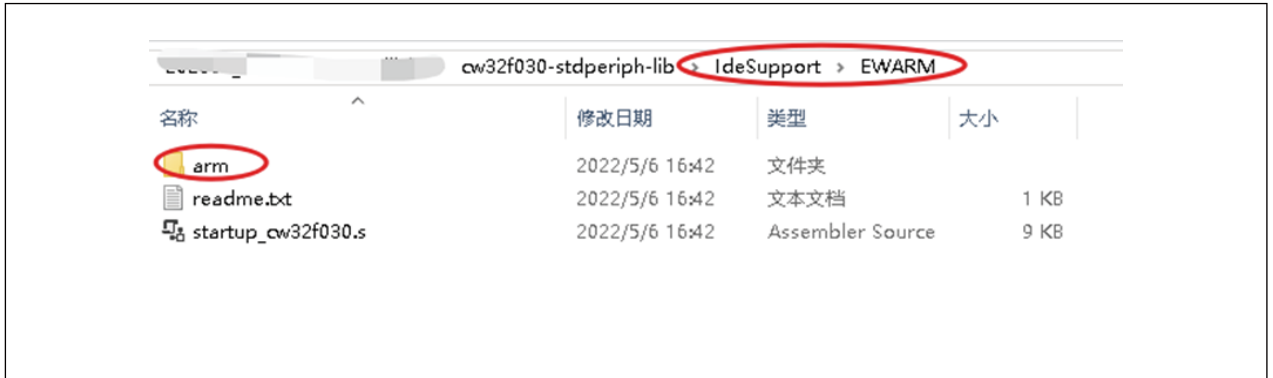 cw32f030-stdperiph-lib › IdeSupport › EWARM
名称 修改日期 类型 大小
arm 2022/5/6 16:42 文件夹
readme.txt 2022/5/6 16:42 文本文档 1 KB
startup_cw32f030.s 2022/5/6 16:42 Assembler Source 9 KB